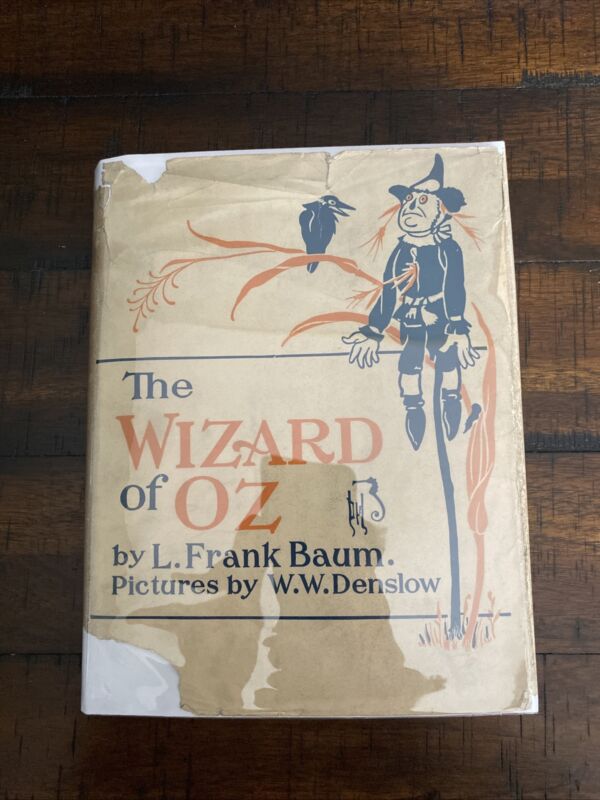 The
WIZARD
of OZ
by L. Frank Baum.
Pictures by W.W. Denslow